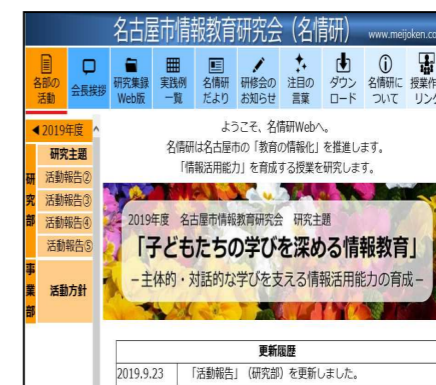 名古屋市情報教育研究会（名情研） www.meijoken.co
各部の活動
会長挨拶
研究集録Web版
実践例一覧
名情研だより
研修会のお知らせ
注目の言葉
ダウンロード
名情研について
授業作
リンク
◀2019年度
研究部
研究主題
活動報告②
活動報告③
活動報告④
活動報告⑤
事業部
活動方針
ようこそ、名情研Webへ。
名情研は名古屋市の「教育の情報化」を推進します。
「情報活用能力」を育成する授業を研究します。
2019年度 名古屋市情報教育研究会 研究主題
「子どもたちの学びを深める情報教育」
－主体的・対話的な学びを支える情報活用能力の育成－
更新履歴
2019.9.23 「活動報告」（研究部）を更新しました。